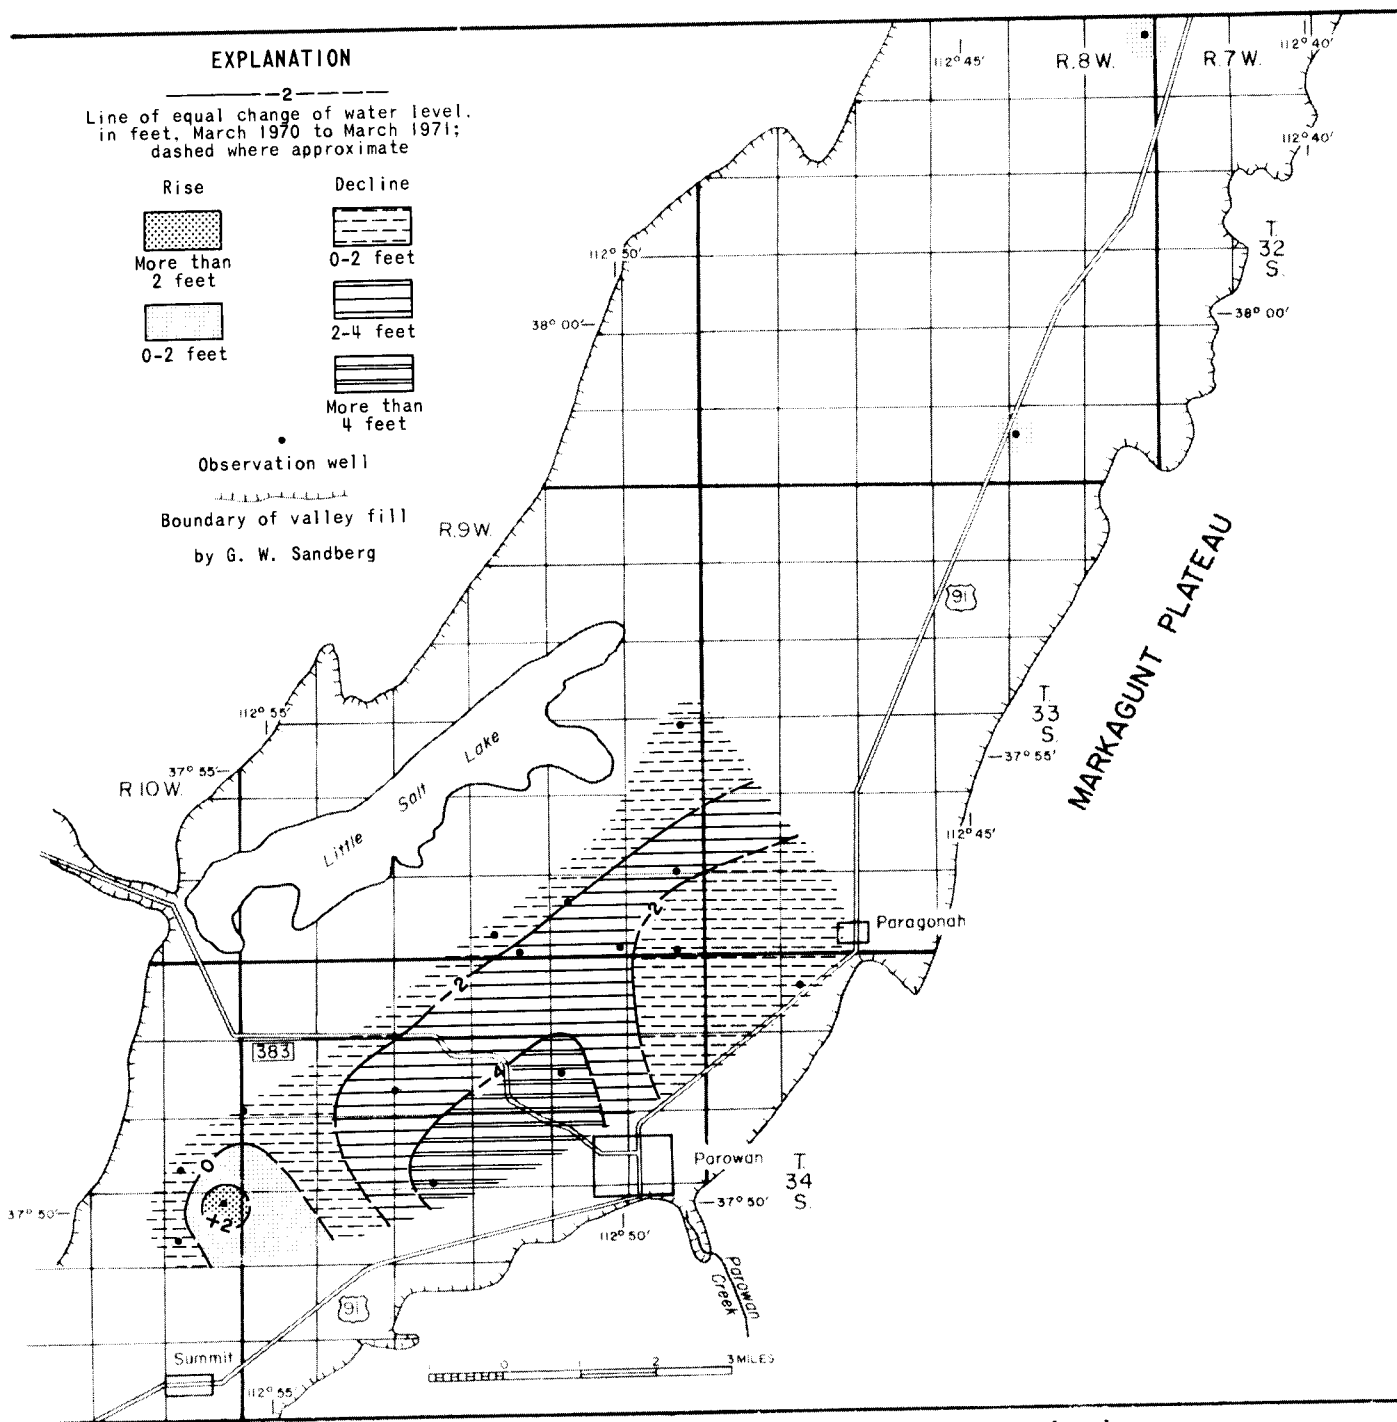 EXPLANATION
—2—
Line of equal change of water level,
in feet, March 1970 to March 1971;
dashed where approximate
Rise
Decline
More than
2 feet
0-2 feet
0-2 feet
2-4 feet
More than
4 feet
Observation well
Boundary of valley fill
by G. W. Sandberg
112° 45'
R.8W.
R.7W.
112° 40'
112° 40'
T.
32
S.
112° 50'
38° 00'
38° 00'
R.9W.
91
MARKAGUNT PLATEAU
T.
33
S.
37° 55'
112° 55'
37° 55'
R10W.
Little Salt Lake
112° 45'
2
Paragonah
2
383
4
0
+2
Parowan
T.
34
S.
37° 50'
37° 50'
112° 50'
Parowan
Creek
91
Summit
112° 55'
1 0 1 2 3 MILES